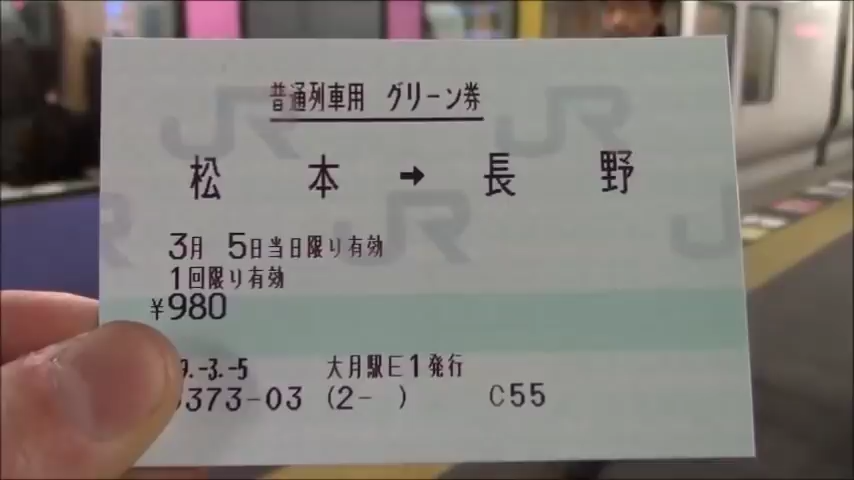 普通列車用 グリーン券
松本→長野
3月 5日当日限り有効
1回限り有効
¥980
9.-3.-5 大月駅E1発行
0373-03 (2- ) C55